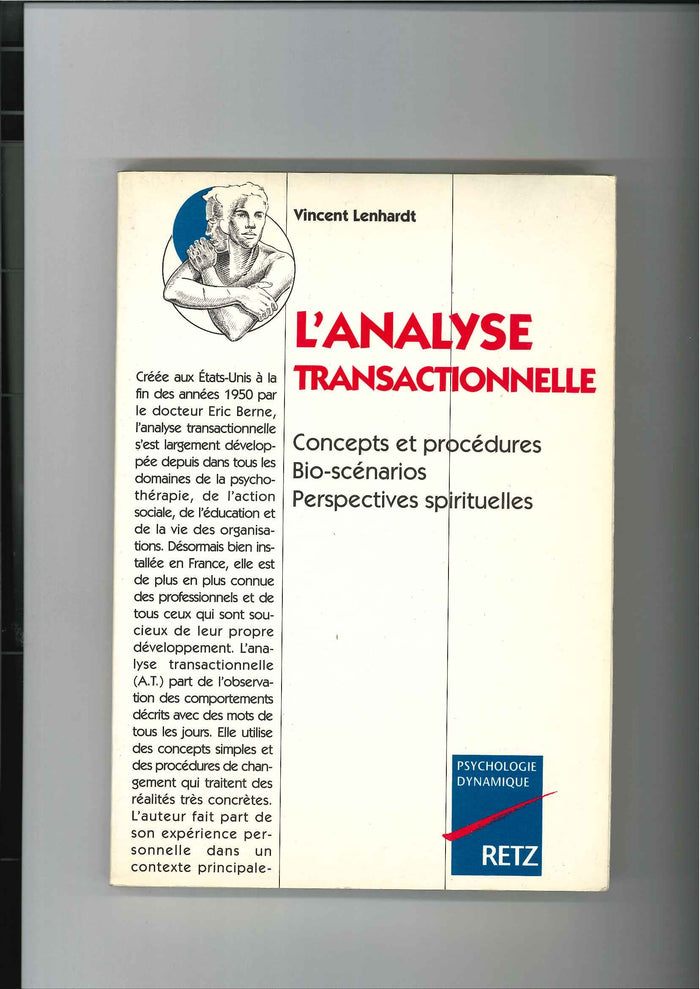 Vincent Lenhardt
L'ANALYSE
TRANSACTIONNELLE
Concepts et procédures
Bio-scénarios
Perspectives spirituelles
Créée aux États-Unis à la
fin des années 1950 par
le docteur Eric Berne,
l'analyse transactionnelle
s'est largement dévelop-
pée depuis dans tous les
domaines de la psycho-
thérapie, de l'action
sociale, de l'éducation et
de la vie des organisa-
tions. Désormais bien ins-
tallée en France, elle est
de plus en plus connue
des professionnels et de
tous ceux qui sont sou-
cieux de leur propre
développement. L'ana-
lyse transactionnelle
(A.T.) part de l'observa-
tion des comportements
décrits avec des mots de
tous les jours. Elle utilise
des concepts simples et
des procédures de chan-
gement qui traitent des
réalités très concrètes.
L'auteur fait part de
son expérience per-
sonnelle dans un
contexte principale-
PSYCHOLOGIE
DYNAMIQUE
RETZ